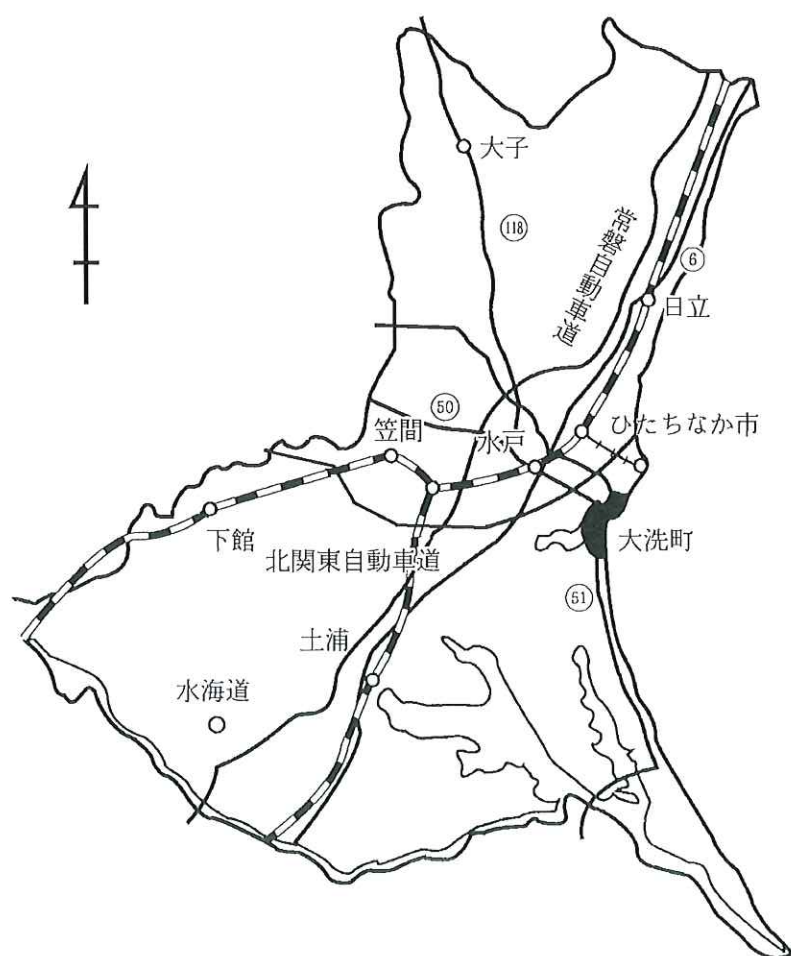 大子
118
常磐自動車道
6
日立
50
笠間
水戸
ひたちなか市
下館
大洗町
北関東自動車道
51
土浦
水海道